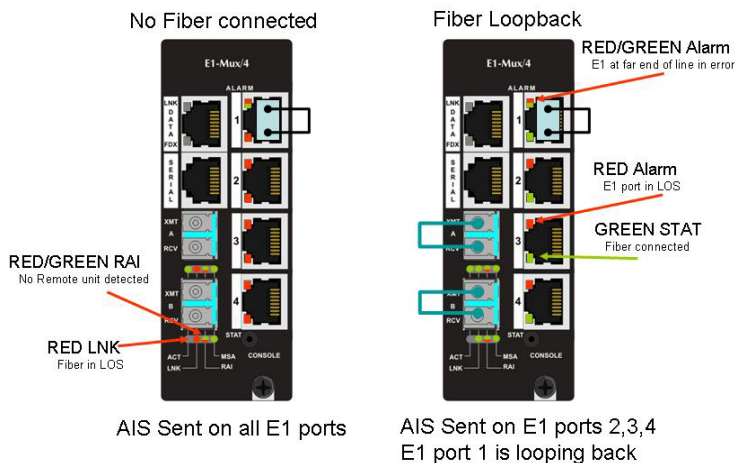 No Fiber connected
Fiber Loopback
RED/GREEN Alarm
E1 at far end of line in error
RED Alarm
E1 port in LOS
GREEN STAT
Fiber connected
RED/GREEN RAI
No Remote unit detected
RED LNK
Fiber in LOS
E1-Mux/4
ALARM
LNK
DATA
FDX
1
SERIAL
2
XMT
A
RCV
3
XMT
B
RCV
4
STAT
ACT
MSA
CONSOLE
LNK
RAI
E1-Mux/4
ALARM
LNK
DATA
FDX
1
SERIAL
2
XMT
A
RCV
3
XMT
B
RCV
4
STAT
ACT
MSA
CONSOLE
LNK
RAI
AIS Sent on all E1 ports
AIS Sent on E1 ports 2,3,4
E1 port 1 is looping back